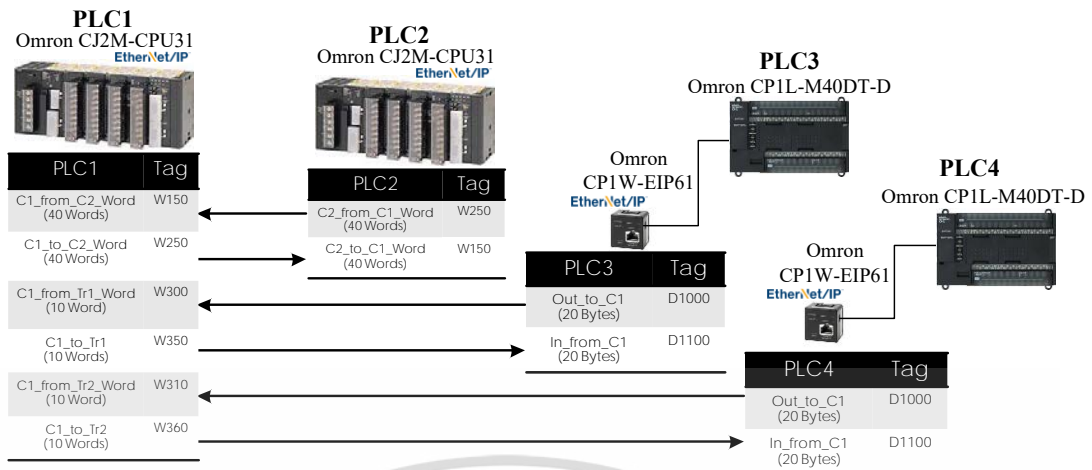 PLC1
Omron CJ2M-CPU31
EtherNet/IP
PLC2
Omron CJ2M-CPU31
EtherNet/IP
PLC3
Omron CP1L-M40DT-D
Omron
CP1W-EIP61
EtherNet/IP
PLC4
Omron CP1L-M40DT-D
Omron
CP1W-EIP61
EtherNet/IP
PLC1 Tag
C1_from_C2_Word W150
(40 Words)
C1_to_C2_Word W250
(40 Words)
C1_from_Tr1_Word W300
(10 Word)
C1_to_Tr1 W350
(10 Words)
C1_from_Tr2_Word W310
(10 Word)
C1_to_Tr2 W360
(10 Words)
PLC2 Tag
C2_from_C1_Word W250
(40 Words)
C2_to_C1_Word W150
(40 Words)
PLC3 Tag
Out_to_C1 D1000
(20 Bytes)
In_from_C1 D1100
(20 Bytes)
PLC4 Tag
Out_to_C1 D1000
(20 Bytes)
In_from_C1 D1100
(20 Bytes)